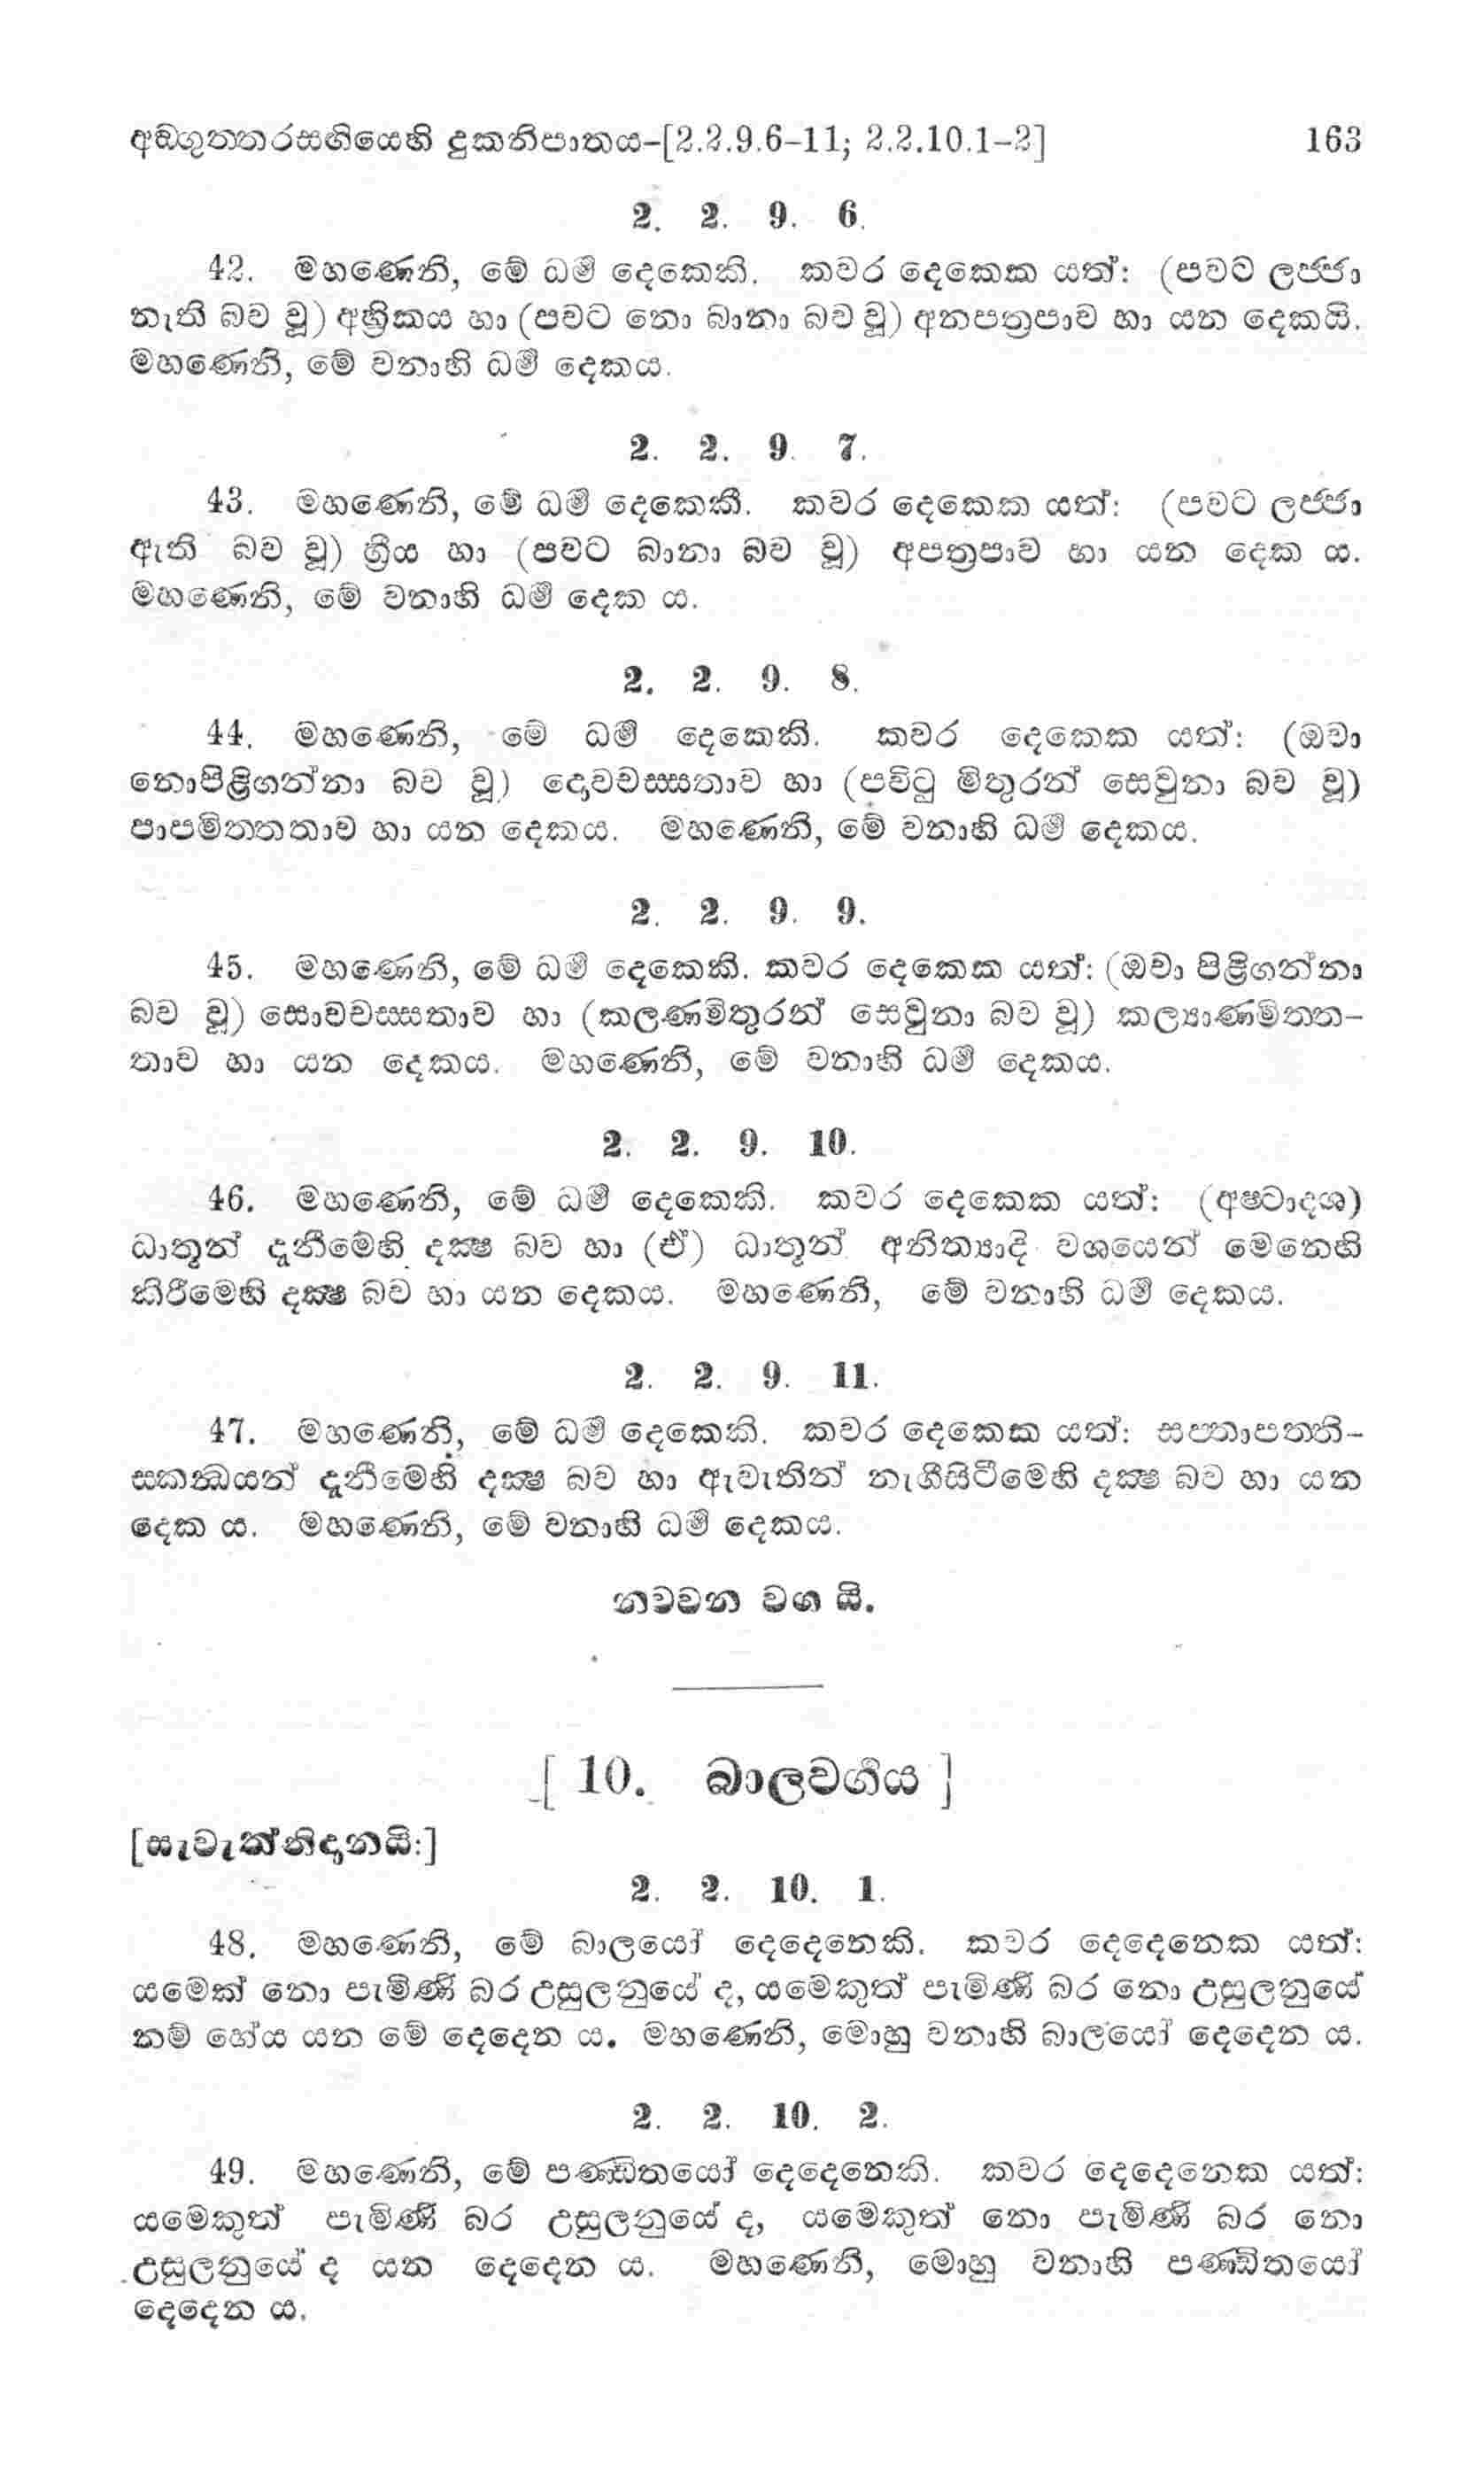 අඞ්ගුත්තරසඟියෙහි දුකනිපාතය-[2.2.9.6-11; 2.2.10.1-2] 163
2. 2. 9. 6.
42. මහණෙනි, මේ ධර්ම දෙකෙකි. කවර දෙකෙක යත්: (පවට ලජ්ජා
නැති බව වූ) අහ්‍රිකය හා (පවට නො බානා බව වූ) අනපත්‍රපාව හා යන දෙකයි.
මහණෙනි, මේ වනාහි ධර්ම දෙකය.
2. 2. 9. 7.
43. මහණෙනි, මේ ධර්ම දෙකෙකි. කවර දෙකෙක යත්: (පවට ලජ්ජා
ඇති බව වූ) හ්‍රීය හා (පවට බානා බව වූ) අපත්‍රපාව හා යන දෙක ය.
මහණෙනි, මේ වනාහි ධර්ම දෙක ය.
2. 2. 9. 8.
44. මහණෙනි, මේ ධර්ම දෙකෙකි. කවර දෙකෙක යත්: (ඔවා
නොපිළිගන්නා බව වූ) දොවචස්සතාව හා (පවිටු මිතුරන් සෙවුනා බව වූ)
පාපමිත්තතාව හා යන දෙකය. මහණෙනි, මේ වනාහි ධර්ම දෙකය.
2. 2. 9. 9.
45. මහණෙනි, මේ ධර්ම දෙකෙකි. කවර දෙකෙක යත්: (ඔවා පිළිගන්නා
බව වූ) සොවචස්සතාව හා (කලණමිතුරන් සෙවුනා බව වූ) කල්‍යාණමිත්ත-
තාව හා යන දෙකය. මහණෙනි, මේ වනාහි ධර්ම දෙකය.
2. 2. 9. 10.
46. මහණෙනි, මේ ධර්ම දෙකෙකි. කවර දෙකෙක යත්: (අෂ්ටාදශ)
ධාතූන් දැනීමෙහි දක්ෂ බව හා (ඒ) ධාතූන් අනිත්‍යාදි වශයෙන් මෙනෙහි
කිරීමෙහි දක්ෂ බව හා යන දෙකය. මහණෙනි, මේ වනාහි ධර්ම දෙකය.
2. 2. 9. 11.
47. මහණෙනි, මේ ධර්ම දෙකෙකි. කවර දෙකෙක යත්: සප්තාපත්ති-
ස්කන්ධයන් දැනීමෙහි දක්ෂ බව හා ඇවැතින් නැගීසිටීමෙහි දක්ෂ බව හා යන
දෙක ය. මහණෙනි, මේ වනාහි ධර්ම දෙකය.
නවවන වග යි.
[ 10. බාලවර්ගය ]
[සැවැත්නිදානයි:]
2. 2. 10. 1.
48. මහණෙනි, මේ බාලයෝ දෙදෙනෙකි. කවර දෙදෙනෙක යත්:
යමෙක් නො පැමිණි බර උසුලනුයේ ද, යමෙකුත් පැමිණි බර නො උසුලනුයේ
නම් හේය යන මේ දෙදෙන ය. මහණෙනි, මොහු වනාහි බාලයෝ දෙදෙන ය.
2. 2. 10. 2.
49. මහණෙනි, මේ පණ්ඩිතයෝ දෙදෙනෙකි. කවර දෙදෙනෙක යත්:
යමෙකුත් පැමිණි බර උසුලනුයේ ද, යමෙකුත් නො පැමිණි බර නො
උසුලනුයේ ද යන දෙදෙන ය. මහණෙනි, මොහු වනාහි පණ්ඩිතයෝ
දෙදෙන ය.